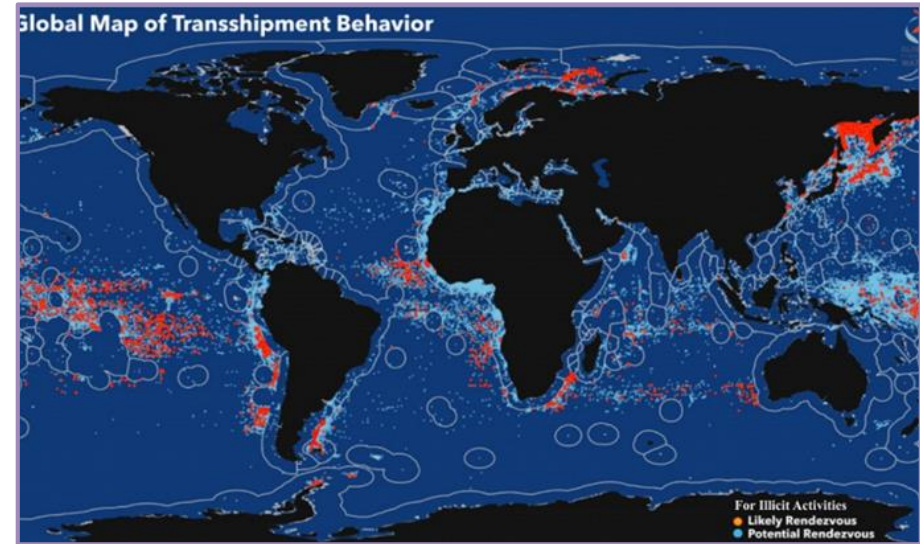 Global Map of Transshipment Behavior
For Illicit Activities
Likely Rendezvous
Potential Rendezvous